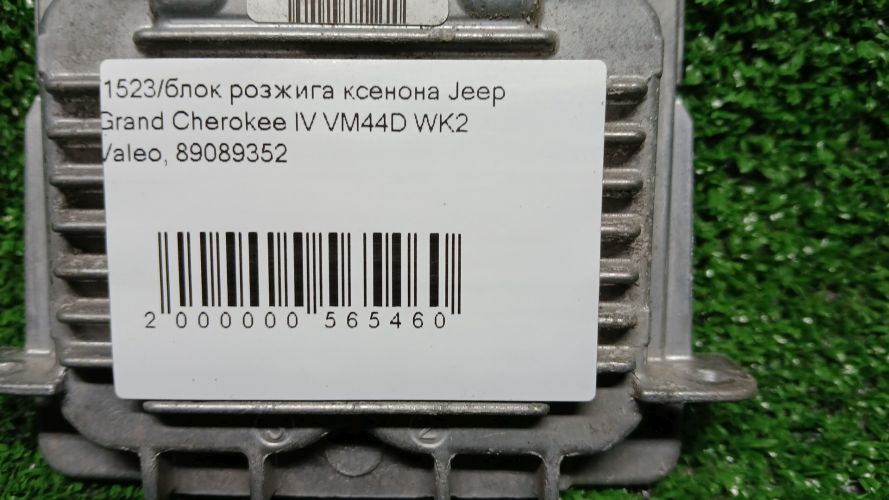 1523/блок розжига ксенона Jeep
Grand Cherokee IV VM44D WK2
Valeo, 89089352
2 000000 565460